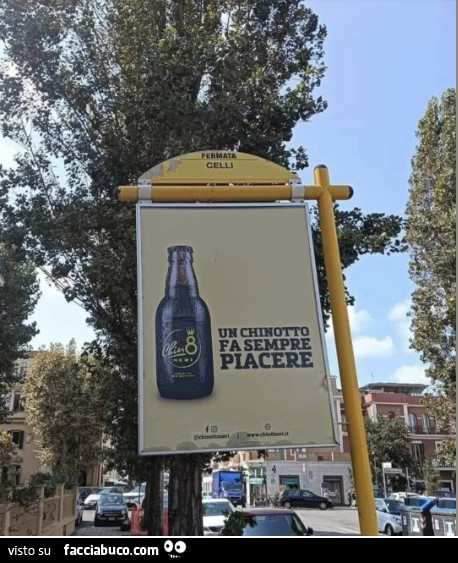 FERMATA
CELLI
Chin8
NERI
UN CHINOTTO
FA SEMPRE
PIACERE
@chinottoneri | www.chin8neri.it
visto su facciabuco.com